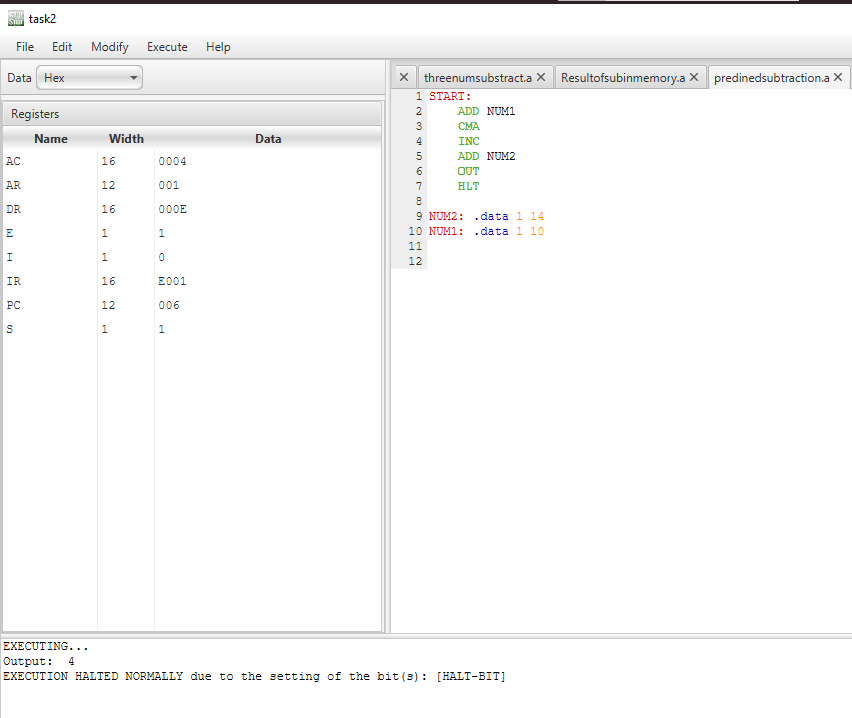 task2
File Edit Modify Execute Help
Data Hex
Registers
Name Width Data
AC 16 0004
AR 12 001
DR 16 000E
E 1 1
I 1 0
IR 16 E001
PC 12 006
S 1 1
threenumsubstract.a Resultofsubinmemory.a predinedsubtraction.a
1 START:
2 ADD NUM1
3 CMA
4 INC
5 ADD NUM2
6 OUT
7 HLT
8
9 NUM2: .data 1 14
10 NUM1: .data 1 10
11
12
EXECUTING...
Output: 4
EXECUTION HALTED NORMALLY due to the setting of the bit(s): [HALT-BIT]